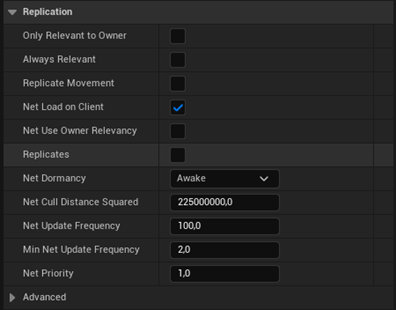 Replication
Only Relevant to Owner
Always Relevant
Replicate Movement
Net Load on Client
Net Use Owner Relevancy
Replicates
Net Dormancy Awake
Net Cull Distance Squared 225000000,0
Net Update Frequency 100,0
Min Net Update Frequency 2,0
Net Priority 1,0
Advanced